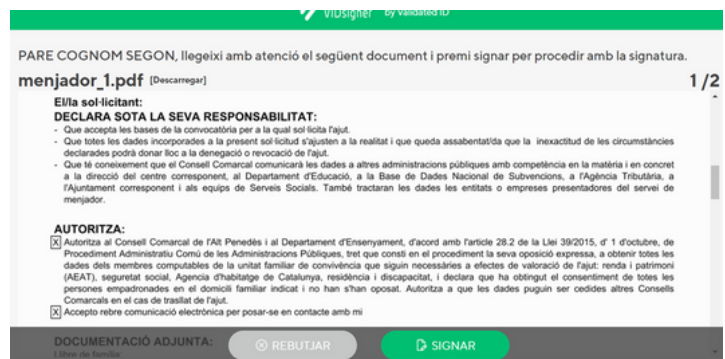 VIDsigner by Validated ID
PARE COGNOM SEGON, llegeixi amb atenció el següent document i premi signar per procedir amb la signatura.
menjador_1.pdf [Descarregar] 1 /2
El/la sol·licitant:
DECLARA SOTA LA SEVA RESPONSABILITAT:
- Que accepta les bases de la convocatòria per a la qual sol·licita l'ajut.
- Que totes les dades incorporades a la present sol·licitud s'ajusten a la realitat i que queda assabentat/da que la inexactitud de les circumstàncies
declarades podrà donar lloc a la denegació o revocació de l'ajut.
- Que té coneixement que el Consell Comarcal comunicarà les dades a altres administracions públiques amb competència en la matèria i en concret
a la direcció del centre corresponent, al Departament d'Educació, a la Base de Dades Nacional de Subvencions, a l'Agència Tributària, a
l'Ajuntament corresponent i als equips de Serveis Socials. També tractaran les dades les entitats o empreses presentadores del servei de
menjador.
AUTORITZA:
X Autoritza al Consell Comarcal de l'Alt Penedès i al Departament d'Ensenyament, d'acord amb l'article 28.2 de la Llei 39/2015, d' 1 d'octubre, de
Procediment Administratiu Comú de les Administracions Públiques, tret que consti en el procediment la seva oposició expressa, a obtenir totes les
dades dels membres computables de la unitat familiar de convivència que siguin necessàries a efectes de valoració de l'ajut: renda i patrimoni
(AEAT), seguretat social, Agencia d'habitatge de Catalunya, residència i discapacitat, i declara que ha obtingut el consentiment de totes les
persones empadronades en el domicili familiar indicat i no han s'han oposat. Autoritza a que les dades puguin ser cedides altres Consells
Comarcals en el cas de trasllat de l'ajut.
X Accepto rebre comunicació electrònica per posar-se en contacte amb mi
DOCUMENTACIÓ ADJUNTA:
Llibre de família:
REBUTJAR SIGNAR